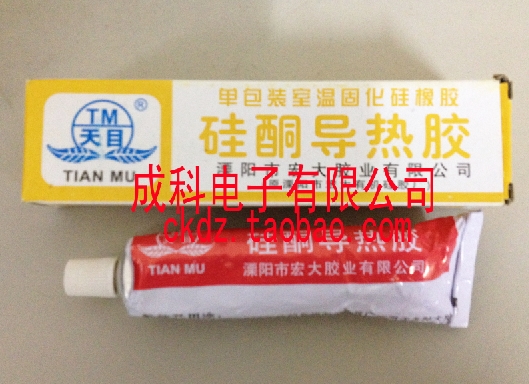 TM
天目
®
TIAN MU
单包装室温固化硅橡胶
硅酮导热胶
溧阳市宏大胶业有限公司
成科电子有限公司
ckdz.taobao.com
硅酮导热胶
TIAN MU
溧阳市宏大胶业有限公司